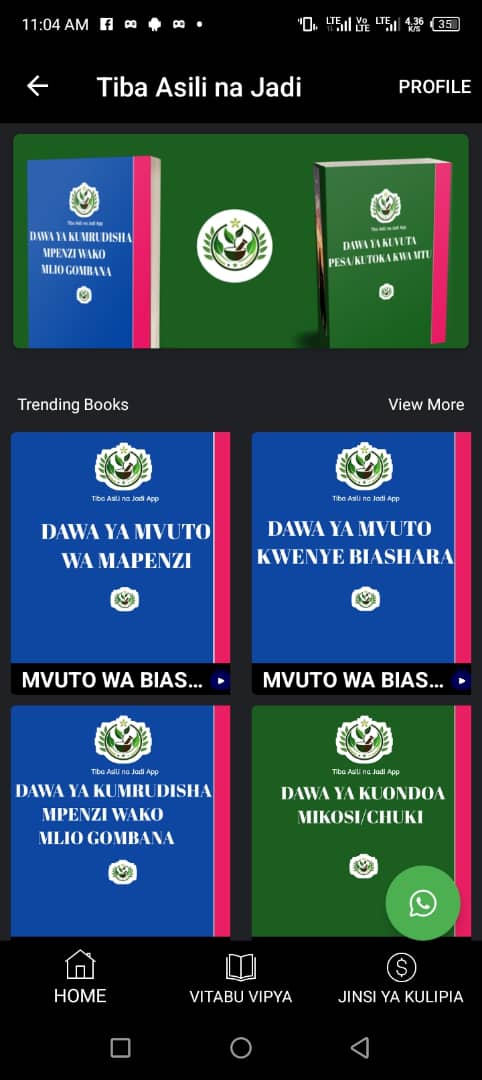 11:04 AM
LTE Vo LTE LTE 4.36 K/S 35
Tiba Asili na Jadi
PROFILE
Tiba Asili na Jadi App
DAWA YA KUMRUDISHA
MPENZI WAKO
MLIO GOMBANA
Tiba Asili na Jadi App
DAWA YA KUVUTA
PESA/KUTOKA KWA MTU
Trending Books
View More
Tiba Asili na Jadi App
DAWA YA MVUTO
WA MAPENZI
MVUTO WA BIAS...
Tiba Asili na Jadi App
DAWA YA MVUTO
KWENYE BIASHARA
MVUTO WA BIAS...
Tiba Asili na Jadi App
DAWA YA KUMRUDISHA
MPENZI WAKO
MLIO GOMBANA
Tiba Asili na Jadi App
DAWA YA KUONDOA
MIKOSI/CHUKI
HOME
VITABU VIPYA
JINSI YA KULIPIA